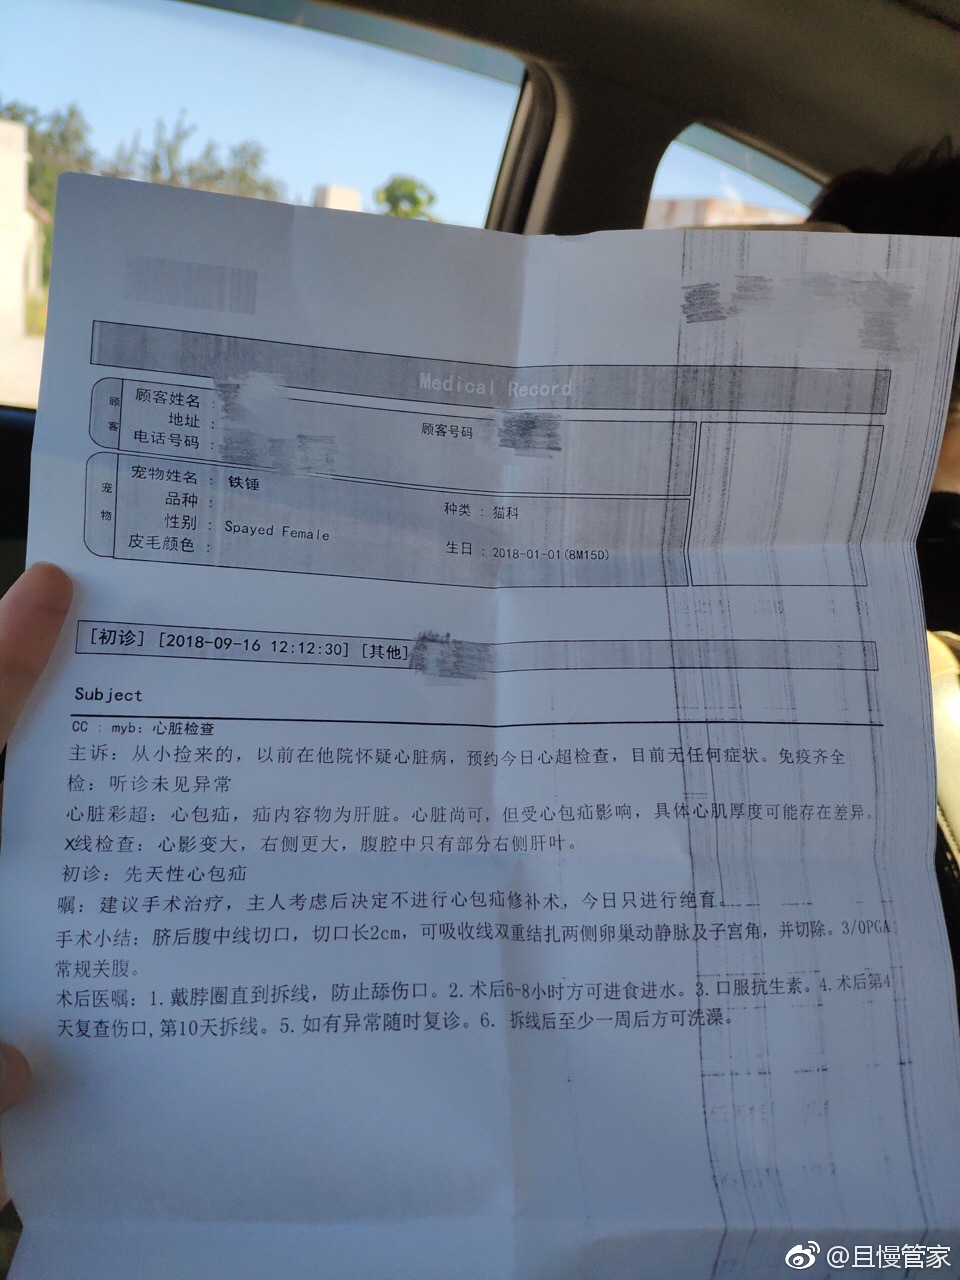 Medical Record
顾客
顾客姓名：
地址：
顾客号码
电话号码：
宠物
宠物姓名：铁锤
品种：
种类：猫科
性别：Spayed Female
皮毛颜色：
生日：2018-01-01(8M15D)
[初诊] [2018-09-16 12:12:30] [其他]
Subject
CC：myb：心脏检查
主诉：从小捡来的，以前在他院怀疑心脏病，预约今日心超检查，目前无任何症状。免疫齐全
检：听诊未见异常
心脏彩超：心包疝，疝内容物为肝脏。心脏尚可，但受心包疝影响，具体心肌厚度可能存在差异。
X线检查：心影变大，右侧更大，腹腔中只有部分右侧肝叶。
初诊：先天性心包疝
嘱：建议手术治疗，主人考虑后决定不进行心包疝修补术，今日只进行绝育。
手术小结：脐后腹中线切口，切口长2cm，可吸收线双重结扎两侧卵巢动静脉及子宫角，并切除。3/0PGA
常规关腹。
术后医嘱：1. 戴脖圈直到拆线，防止舔伤口。2. 术后6-8小时方可进食进水。3. 口服抗生素。4. 术后第4
天复查伤口，第10天拆线。5. 如有异常随时复诊。6. 拆线后至少一周后方可洗澡。
@且慢管家